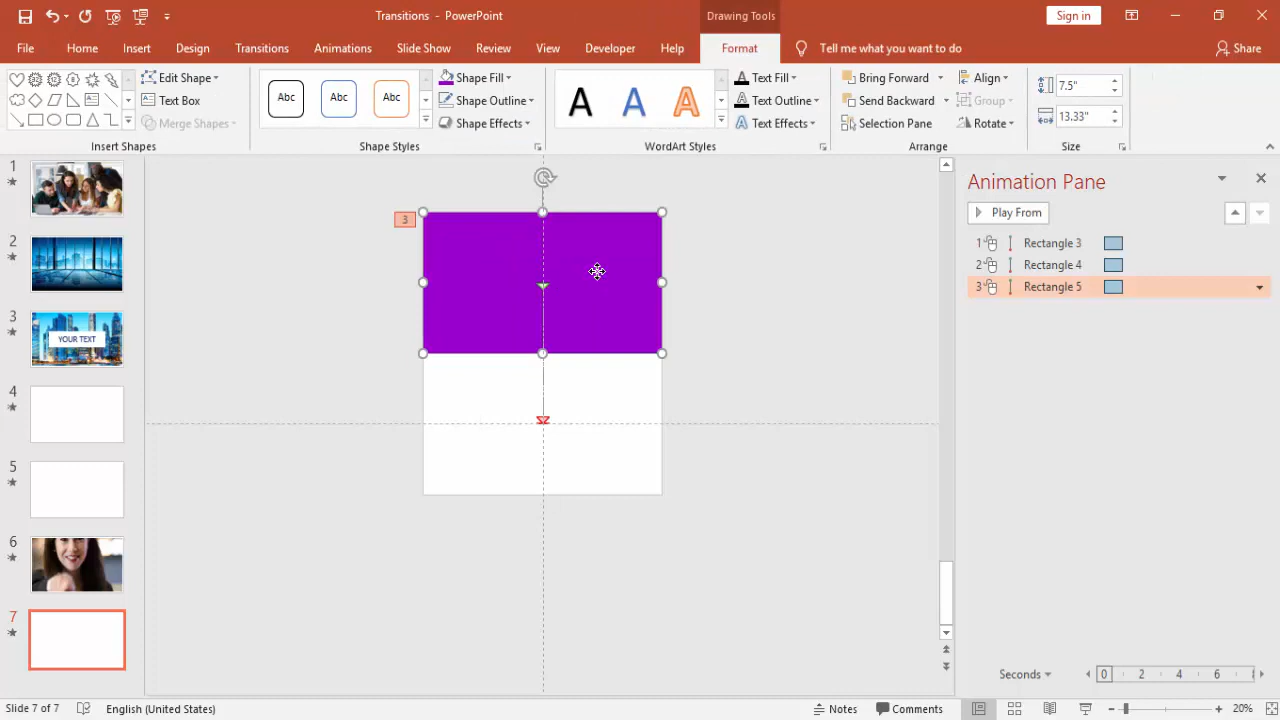 Transitions - PowerPoint
Drawing Tools
Sign in
File
Home
Insert
Design
Transitions
Animations
Slide Show
Review
View
Developer
Help
Format
Tell me what you want to do
Share
Edit Shape
Text Box
Merge Shapes
Insert Shapes
Abc
Abc
Abc
Shape Fill
Shape Outline
Shape Effects
Shape Styles
A
A
A
Text Fill
Text Outline
Text Effects
WordArt Styles
Bring Forward
Send Backward
Selection Pane
Align
Group
Rotate
Arrange
7.5"
13.33"
Size
1
2
3
YOUR TEXT
4
5
6
7
3
Animation Pane
Play From
1 Rectangle 3
2 Rectangle 4
3 Rectangle 5
Seconds
0 2 4 6
Slide 7 of 7
English (United States)
Notes
Comments
20%